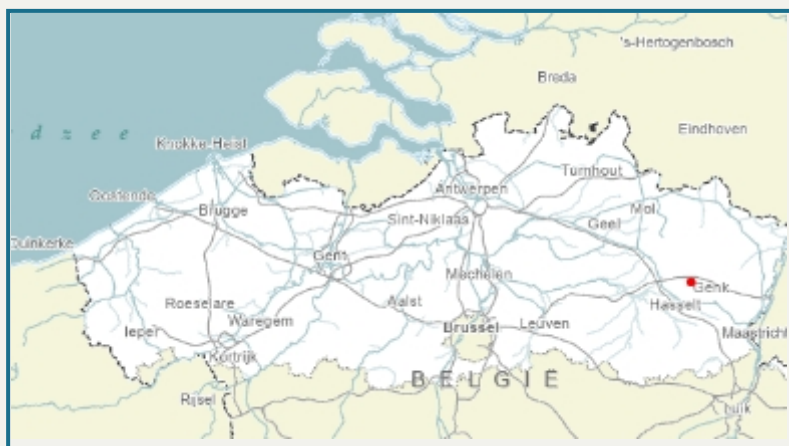 's-Hertogenbosch
Breda
d z e e
Eindhoven
Knokke-Heist
Turnhout
Antwerpen
Oostende
Brugge
Mol
Sint-Niklaas
Geel
Duinkerke
Gent
Mechelen
Genk
Roeselare
Aalst
Hasselt
Waregem
Brussel
Leuven
Ieper
Maastricht
Kortrijk
BELGIË
Rijsel
Luik